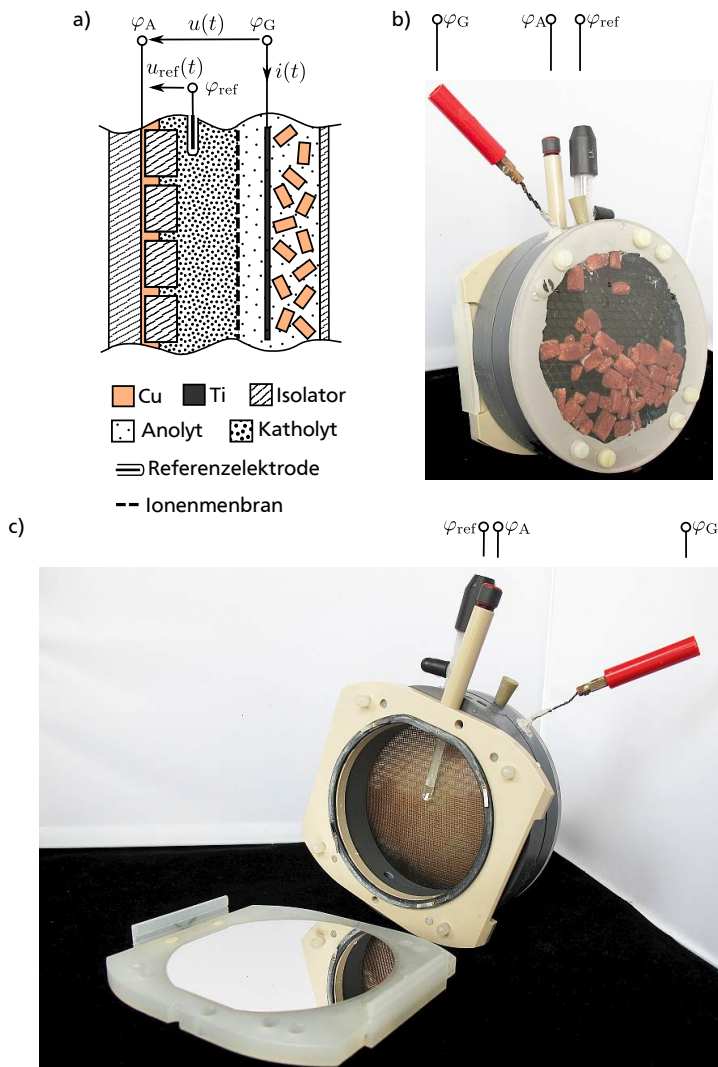 a)
φA
u(t)
φG
uref(t)
i(t)
φref
Cu
Ti
Isolator
Anolyt
Katholyt
Referenzelektrode
Ionenmenbran
b)
φG
φA
φref
c)
φref
φA
φG